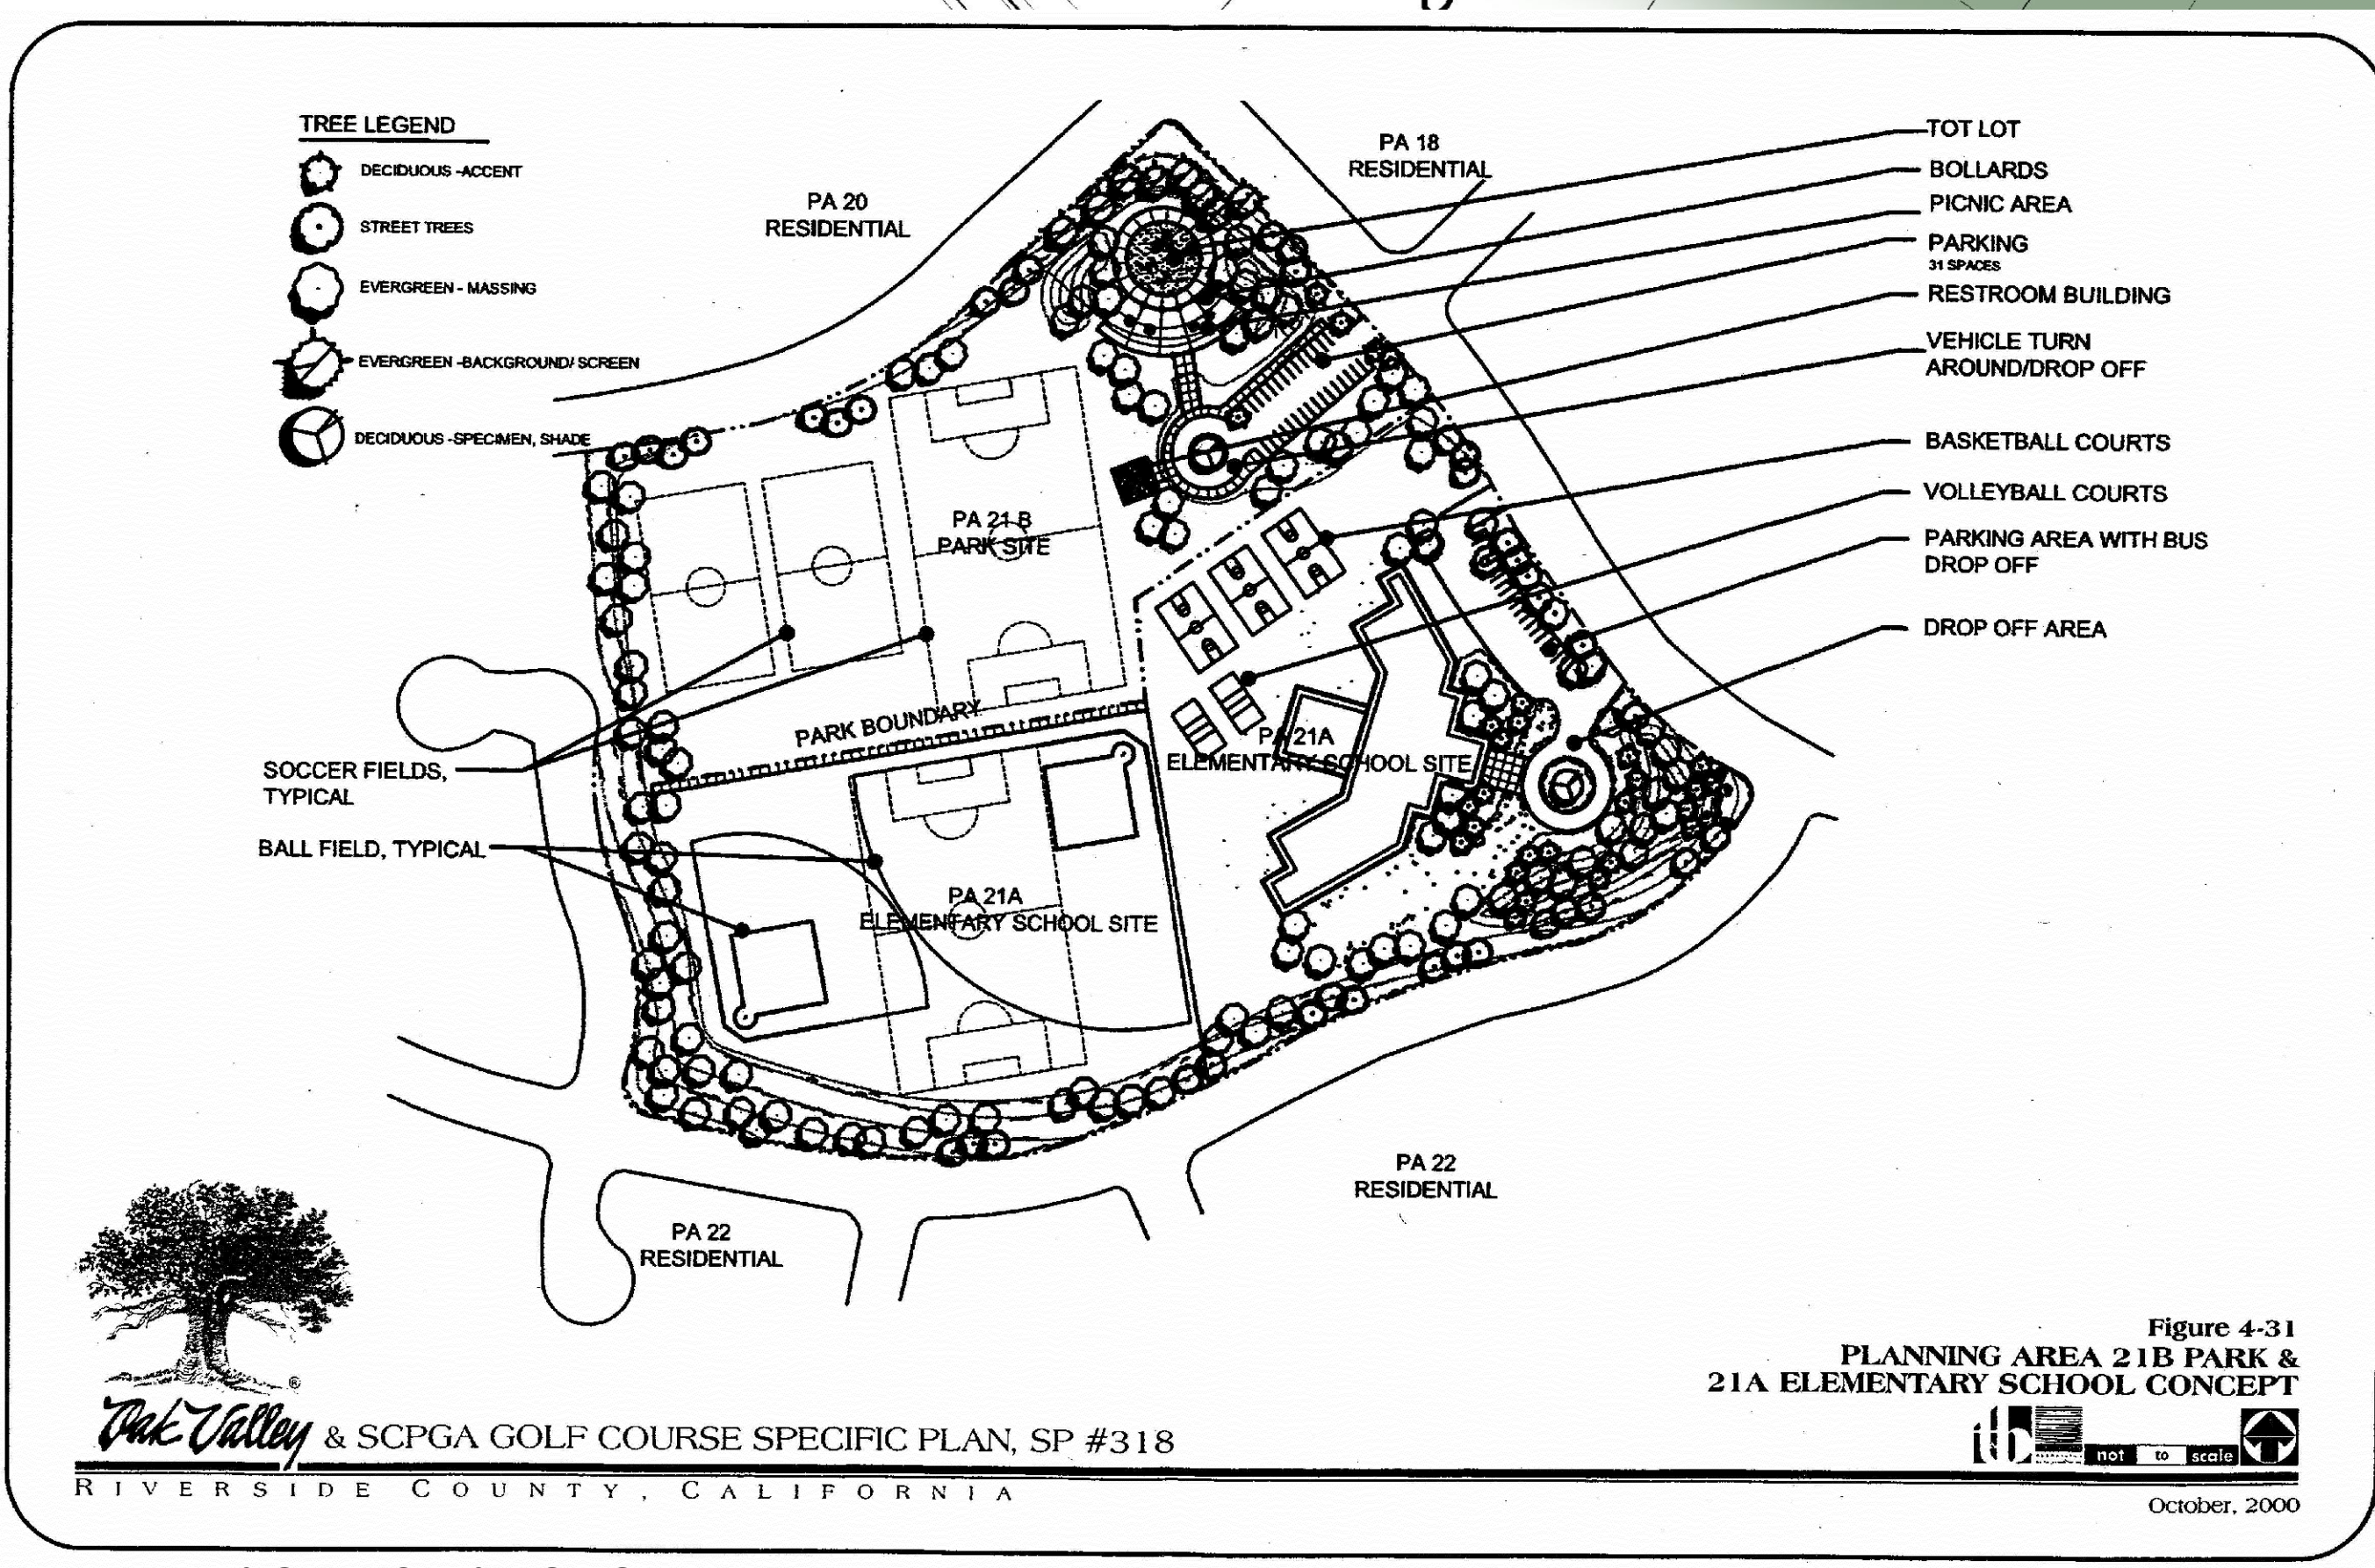 TREE LEGEND
DECIDUOUS -ACCENT
STREET TREES
EVERGREEN - MASSING
EVERGREEN -BACKGROUND/ SCREEN
DECIDUOUS -SPECIMEN, SHADE
PA 20
RESIDENTIAL
PA 18
RESIDENTIAL
TOT LOT
BOLLARDS
PICNIC AREA
PARKING
31 SPACES
RESTROOM BUILDING
VEHICLE TURN
AROUND/DROP OFF
BASKETBALL COURTS
VOLLEYBALL COURTS
PARKING AREA WITH BUS
DROP OFF
DROP OFF AREA
PA 21 B
PARK SITE
PARK BOUNDARY
PA 21A
ELEMENTARY SCHOOL SITE
SOCCER FIELDS,
TYPICAL
BALL FIELD, TYPICAL
PA 21A
ELEMENTARY SCHOOL SITE
PA 22
RESIDENTIAL
PA 22
RESIDENTIAL
Figure 4-31
PLANNING AREA 21B PARK &
21A ELEMENTARY SCHOOL CONCEPT
®
Oak Valley & SCPGA GOLF COURSE SPECIFIC PLAN, SP #318
itb
not to scale
RIVERSIDE COUNTY, CALIFORNIA
October, 2000